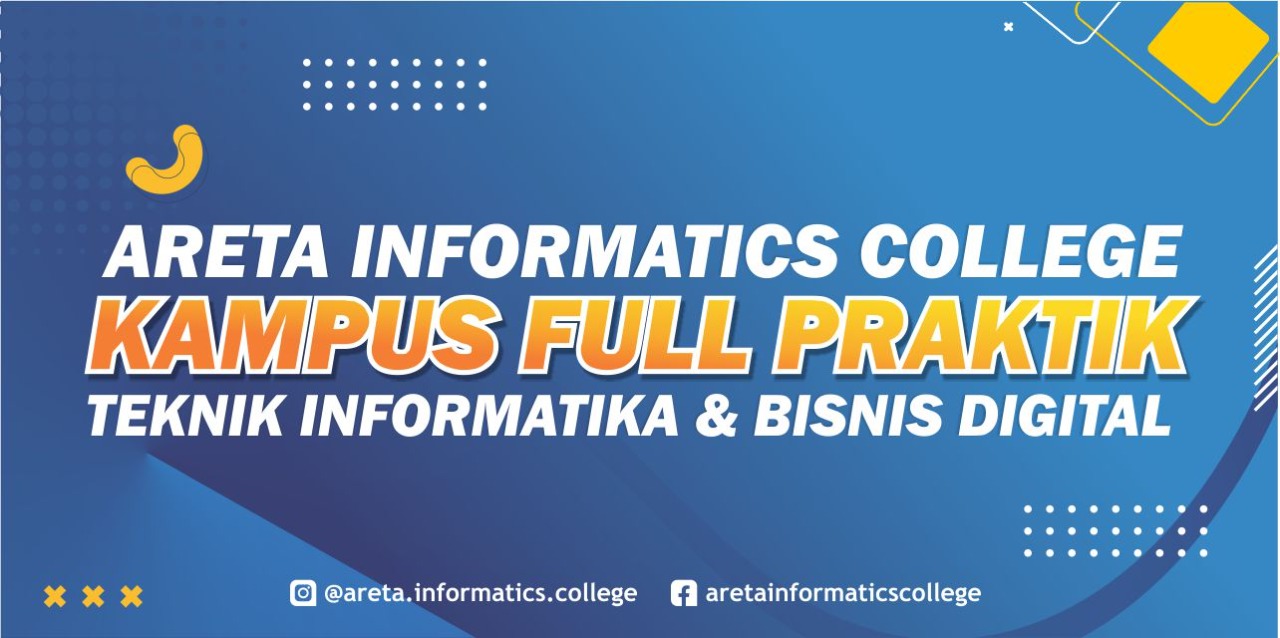 ARETA INFORMATICS COLLEGE
KAMPUS FULL PRAKTIK
TEKNIK INFORMATIKA & BISNIS DIGITAL
@areta.informatics.college aretainformaticscollege